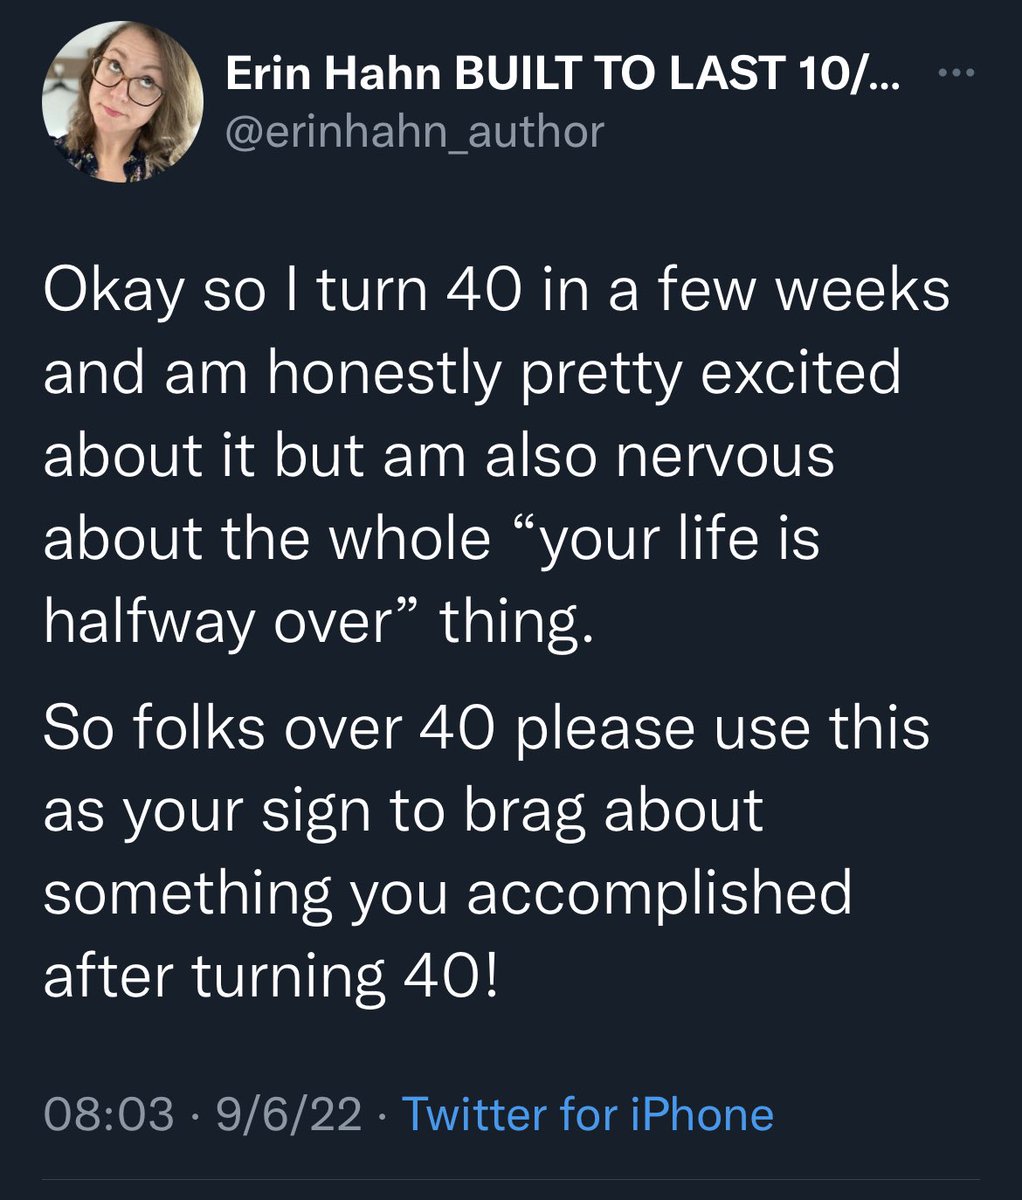 Erin Hahn BUILT TO LAST 10/...
@erinhahn_author
Okay so I turn 40 in a few weeks
and am honestly pretty excited
about it but am also nervous
about the whole “your life is
halfway over” thing.
So folks over 40 please use this
as your sign to brag about
something you accomplished
after turning 40!
08:03 · 9/6/22 · Twitter for iPhone